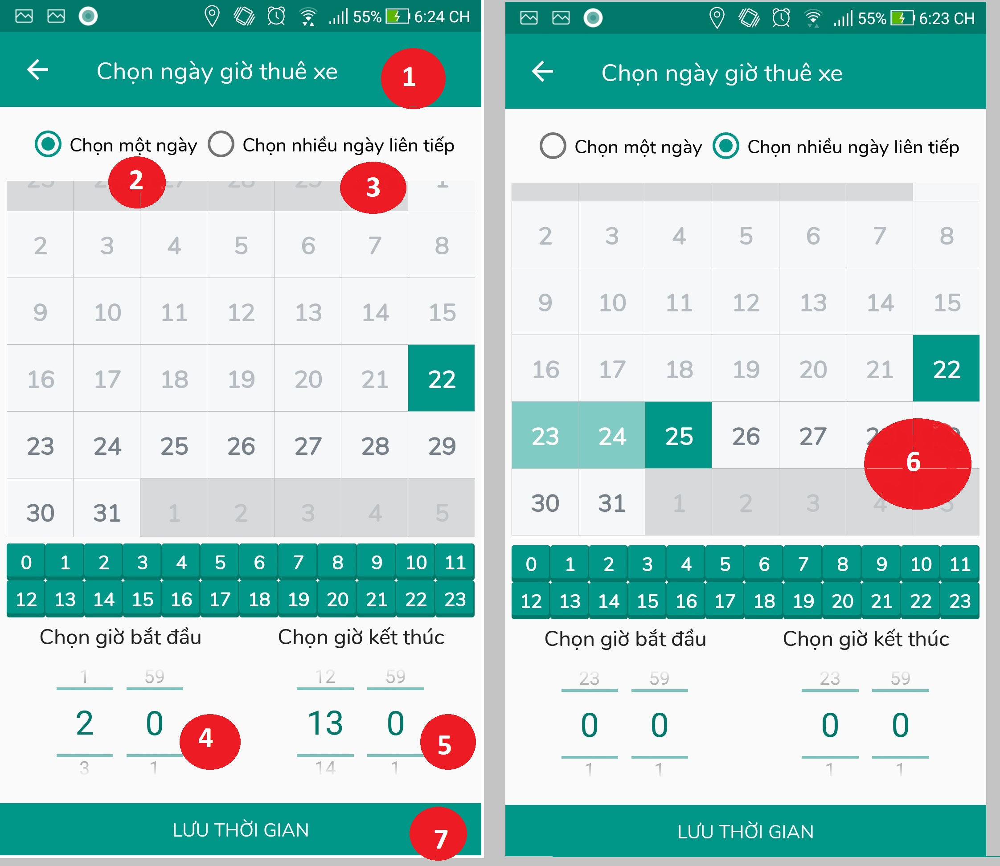 55% 6:24 CH
Chọn ngày giờ thuê xe
1
Chọn một ngày Chọn nhiều ngày liên tiếp
2 3
28 29 1
2 3 4 5 6 7 8
9 10 11 12 13 14 15
16 17 18 19 20 21 22
23 24 25 26 27 28 29
30 31 1 2 3 4 5
0 1 2 3 4 5 6 7 8 9 10 11
12 13 14 15 16 17 18 19 20 21 22 23
Chọn giờ bắt đầu Chọn giờ kết thúc
1 59 12 59
2 0 13 0
4 5
3 1 14 1
LƯU THỜI GIAN
7
55% 6:23 CH
Chọn ngày giờ thuê xe
Chọn một ngày Chọn nhiều ngày liên tiếp
2 3 4 5 6 7 8
9 10 11 12 13 14 15
16 17 18 19 20 21 22
23 24 25 26 27
6
30 31 1 2 3 4 5
0 1 2 3 4 5 6 7 8 9 10 11
12 13 14 15 16 17 18 19 20 21 22 23
Chọn giờ bắt đầu Chọn giờ kết thúc
23 59 23 59
0 0 0 0
1 1 1 1
LƯU THỜI GIAN